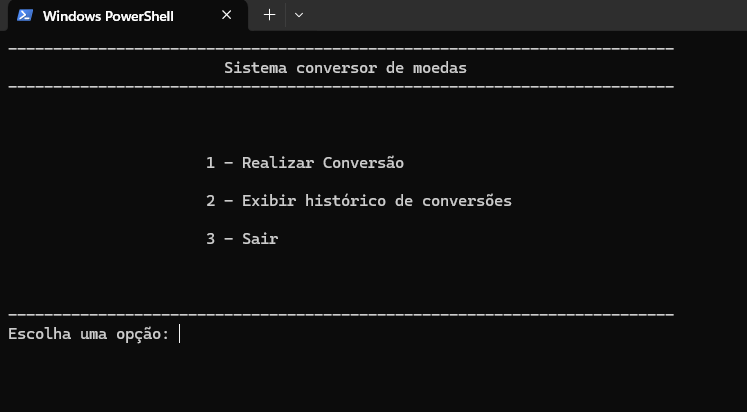 Windows PowerShell
--------------------------------------------------------------------------
Sistema conversor de moedas
--------------------------------------------------------------------------
1 - Realizar Conversão
2 - Exibir histórico de conversões
3 - Sair
--------------------------------------------------------------------------
Escolha uma opção: